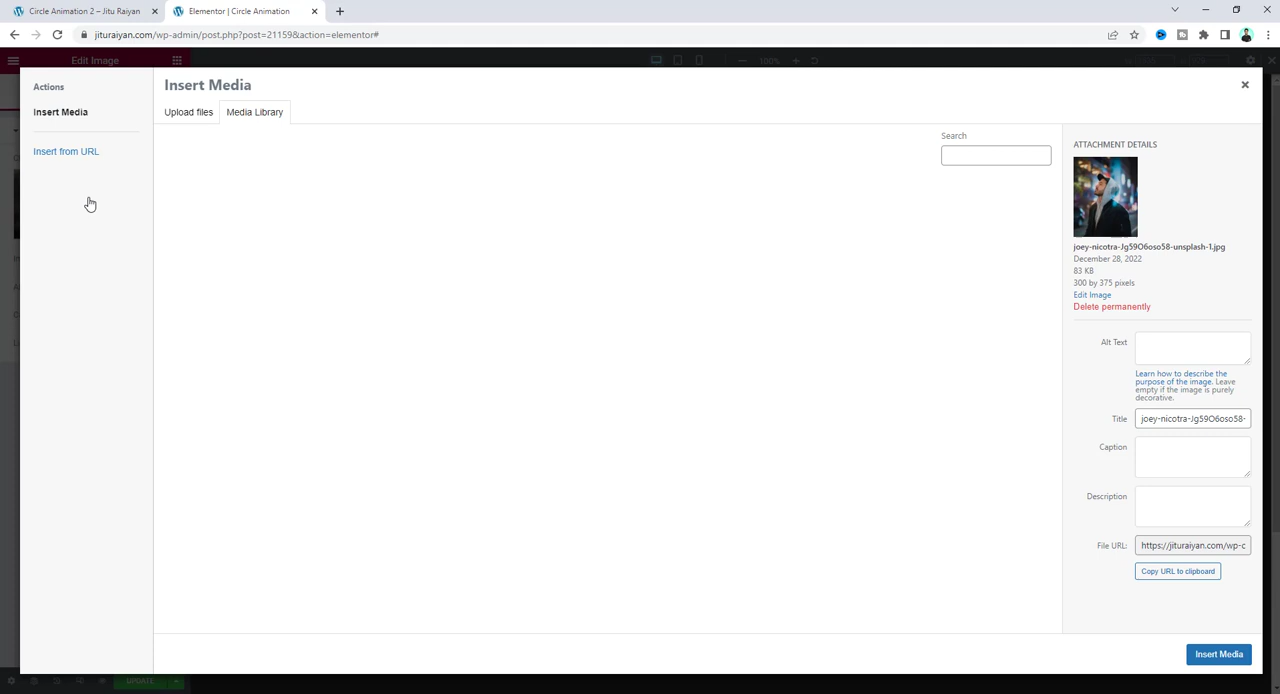 Circle Animation 2 – Jitu Raiyan
Elementor | Circle Animation
jituraiyan.com/wp-admin/post.php?post=21159&action=elementor#
Edit Image
100%
Actions
Insert Media
Insert from URL
Insert Media
Upload files
Media Library
Search
ATTACHMENT DETAILS
joey-nicotra-Jg59O6oso58-unsplash-1.jpg
December 28, 2022
83 KB
300 by 375 pixels
Edit Image
Delete permanently
Alt Text
Learn how to describe the
purpose of the image. Leave
empty if the image is purely
decorative.
Title
joey-nicotra-Jg59O6oso58-
Caption
Description
File URL:
https://jituraiyan.com/wp-c
Copy URL to clipboard
Insert Media
UPDATE